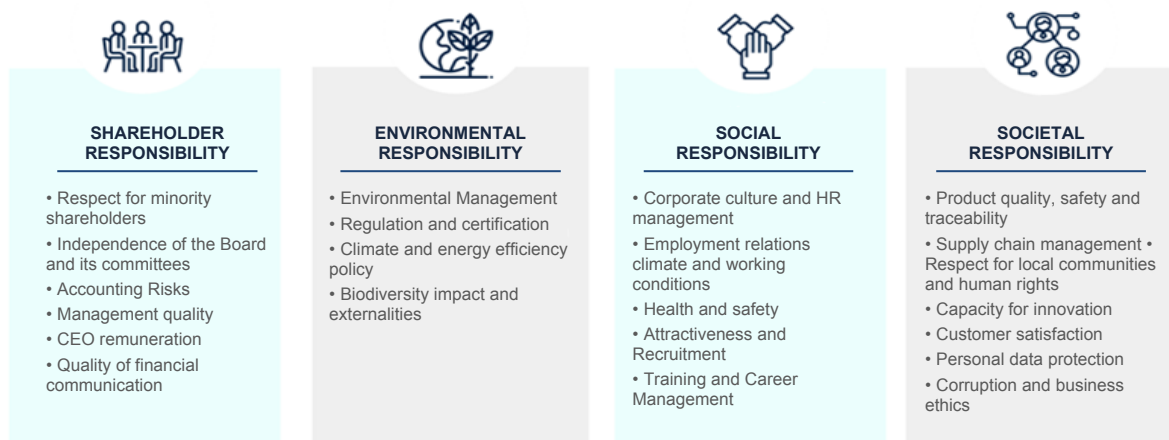 SHAREHOLDER
RESPONSIBILITY
• Respect for minority
shareholders
• Independence of the Board
and its committees
• Accounting Risks
• Management quality
• CEO remuneration
• Quality of financial
communication
ENVIRONMENTAL
RESPONSIBILITY
• Environmental Management
• Regulation and certification
• Climate and energy efficiency
policy
• Biodiversity impact and
externalities
SOCIAL
RESPONSIBILITY
• Corporate culture and HR
management
• Employment relations
climate and working
conditions
• Health and safety
• Attractiveness and
Recruitment
• Training and Career
Management
SOCIETAL
RESPONSIBILITY
• Product quality, safety and
traceability
• Supply chain management •
Respect for local communities
and human rights
• Capacity for innovation
• Customer satisfaction
• Personal data protection
• Corruption and business
ethics